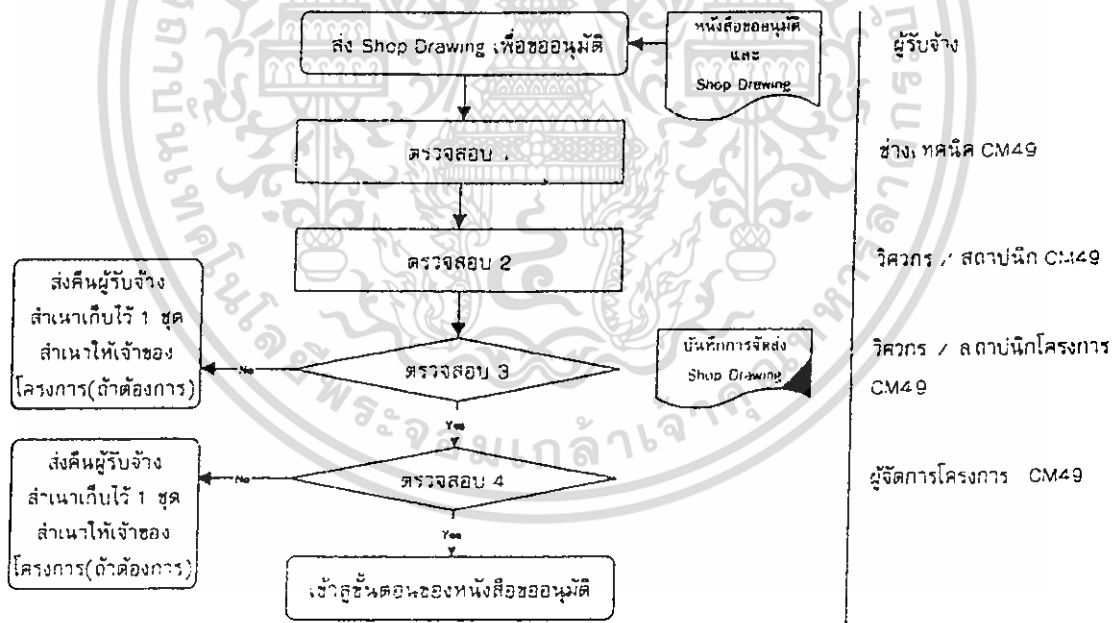 ส่ง Shop Drawing เพื่อขออนุมัติ
หนังสือขออนุมัติ
และ
Shop Drawing
ผู้รับจ้าง
ตรวจสอบ 1
ช่างเทคนิค CM49
ตรวจสอบ 2
วิศวกร / สถาปนิก CM49
ส่งคืนผู้รับจ้าง
สำเนาเก็บไว้ 1 ชุด
สำเนาให้เจ้าของ
โครงการ(ถ้าต้องการ)
No
ตรวจสอบ 3
บันทึกการจัดส่ง
Shop Drawing
วิศวกร / สถาปนิกโครงการ
CM49
Yes
ส่งคืนผู้รับจ้าง
สำเนาเก็บไว้ 1 ชุด
สำเนาให้เจ้าของ
โครงการ(ถ้าต้องการ)
No
ตรวจสอบ 4
ผู้จัดการโครงการ CM49
Yes
เข้าสู่ขั้นตอนของหนังสือขออนุมัติ